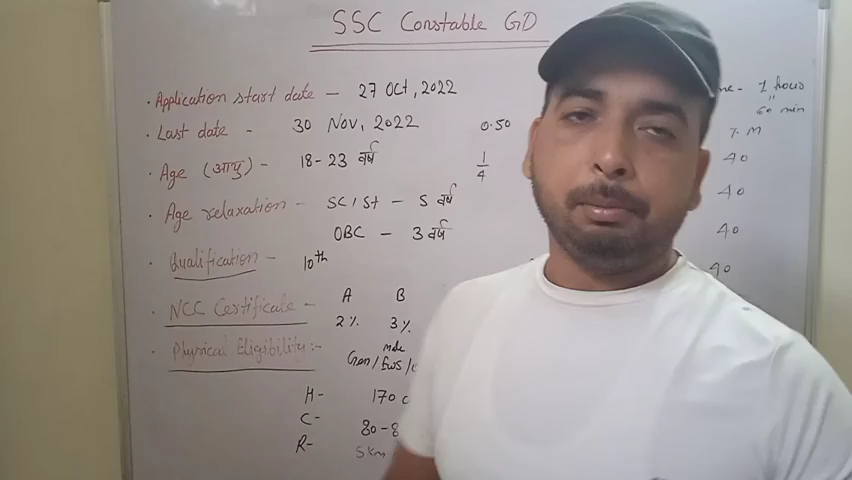 SSC Constable GD
· Application start date - 27 Oct, 2022
· Last date - 30 Nov, 2022
0.50
· Age (आयु) - 18-23 वर्ष
1/4
· Age relaxation - SC/St - 5 वर्ष
OBC - 3 वर्ष
· Qualification - 10th
· NCC Certificate - A B
2% 3%
· Physical Eligibility :-
male
Gen/EWS/
H- 170 c
C- 80-8
R- 5km
1 hours
60 min
M
40
40
40
40